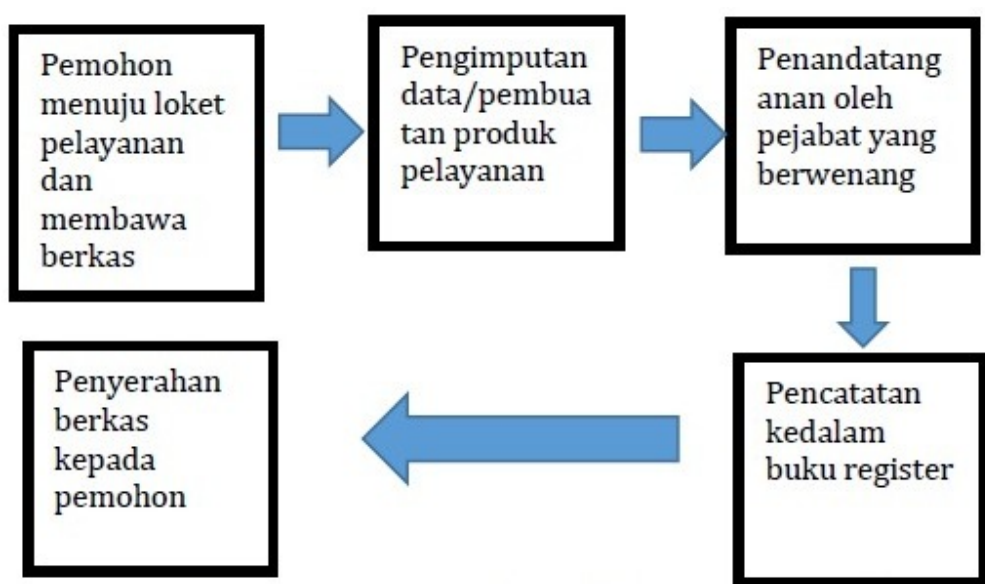 Pemohon
menuju loket
pelayanan
dan
membawa
berkas
Pengimputan
data/pembua
tan produk
pelayanan
Penandatang
anan oleh
pejabat yang
berwenang
Pencatatan
kedalam
buku register
Penyerahan
berkas
kepada
pemohon